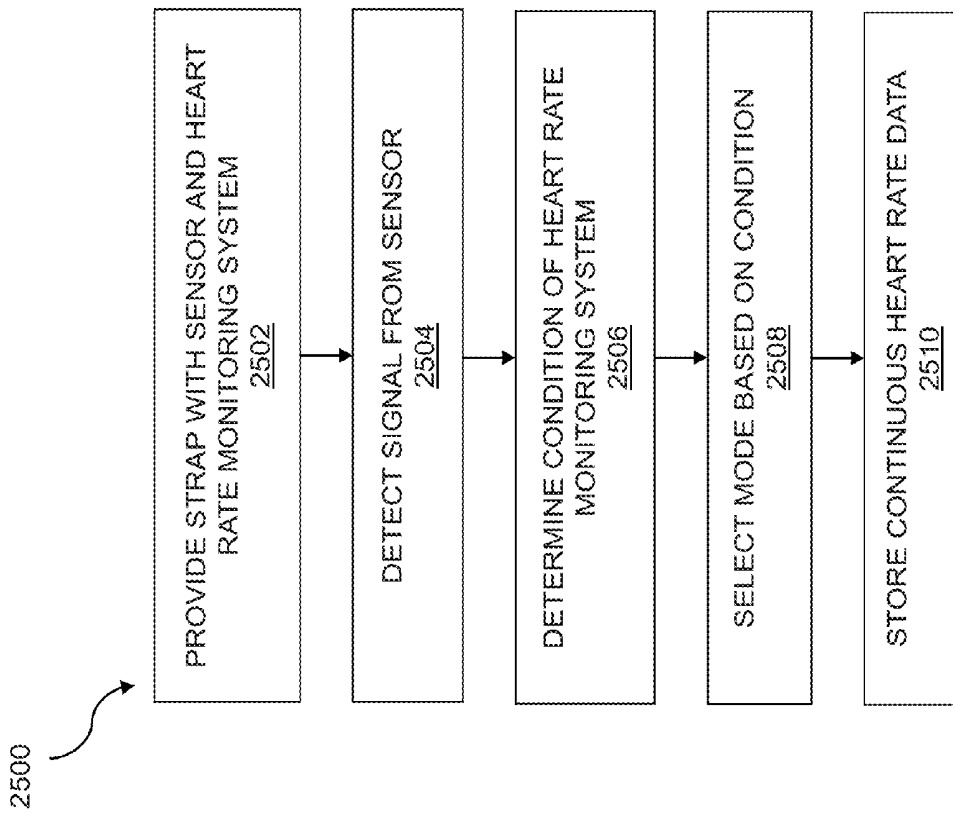 2500
PROVIDE STRAP WITH SENSOR AND HEART
RATE MONITORING SYSTEM
2502
DETECT SIGNAL FROM SENSOR
2504
DETERMINE CONDITION OF HEART RATE
MONITORING SYSTEM
2506
SELECT MODE BASED ON CONDITION
2508
STORE CONTINUOUS HEART RATE DATA
2510